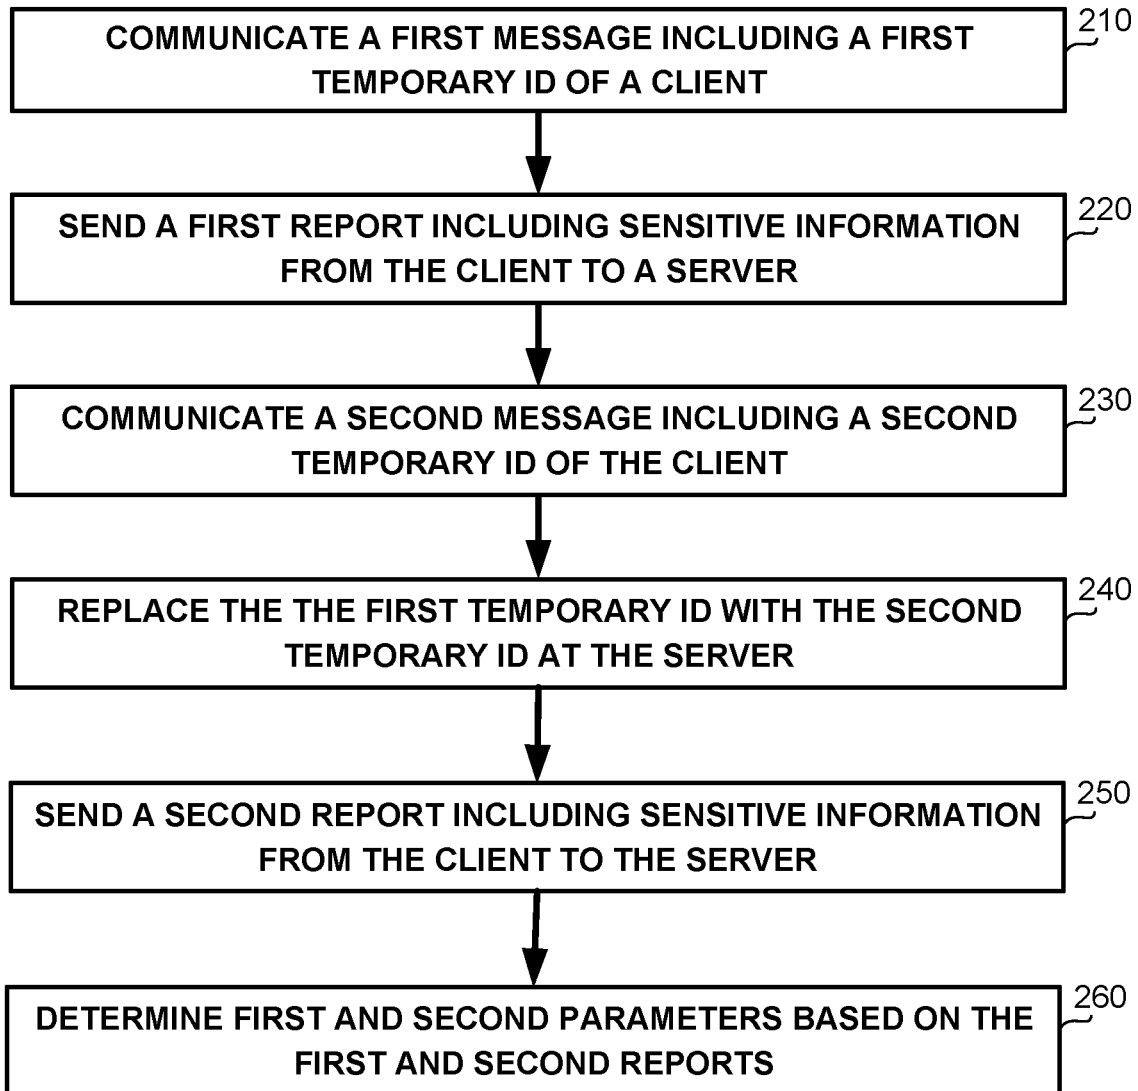 COMMUNICATE A FIRST MESSAGE INCLUDING A FIRST
TEMPORARY ID OF A CLIENT
210
SEND A FIRST REPORT INCLUDING SENSITIVE INFORMATION
FROM THE CLIENT TO A SERVER
220
COMMUNICATE A SECOND MESSAGE INCLUDING A SECOND
TEMPORARY ID OF THE CLIENT
230
REPLACE THE THE FIRST TEMPORARY ID WITH THE SECOND
TEMPORARY ID AT THE SERVER
240
SEND A SECOND REPORT INCLUDING SENSITIVE INFORMATION
FROM THE CLIENT TO THE SERVER
250
DETERMINE FIRST AND SECOND PARAMETERS BASED ON THE
FIRST AND SECOND REPORTS
260